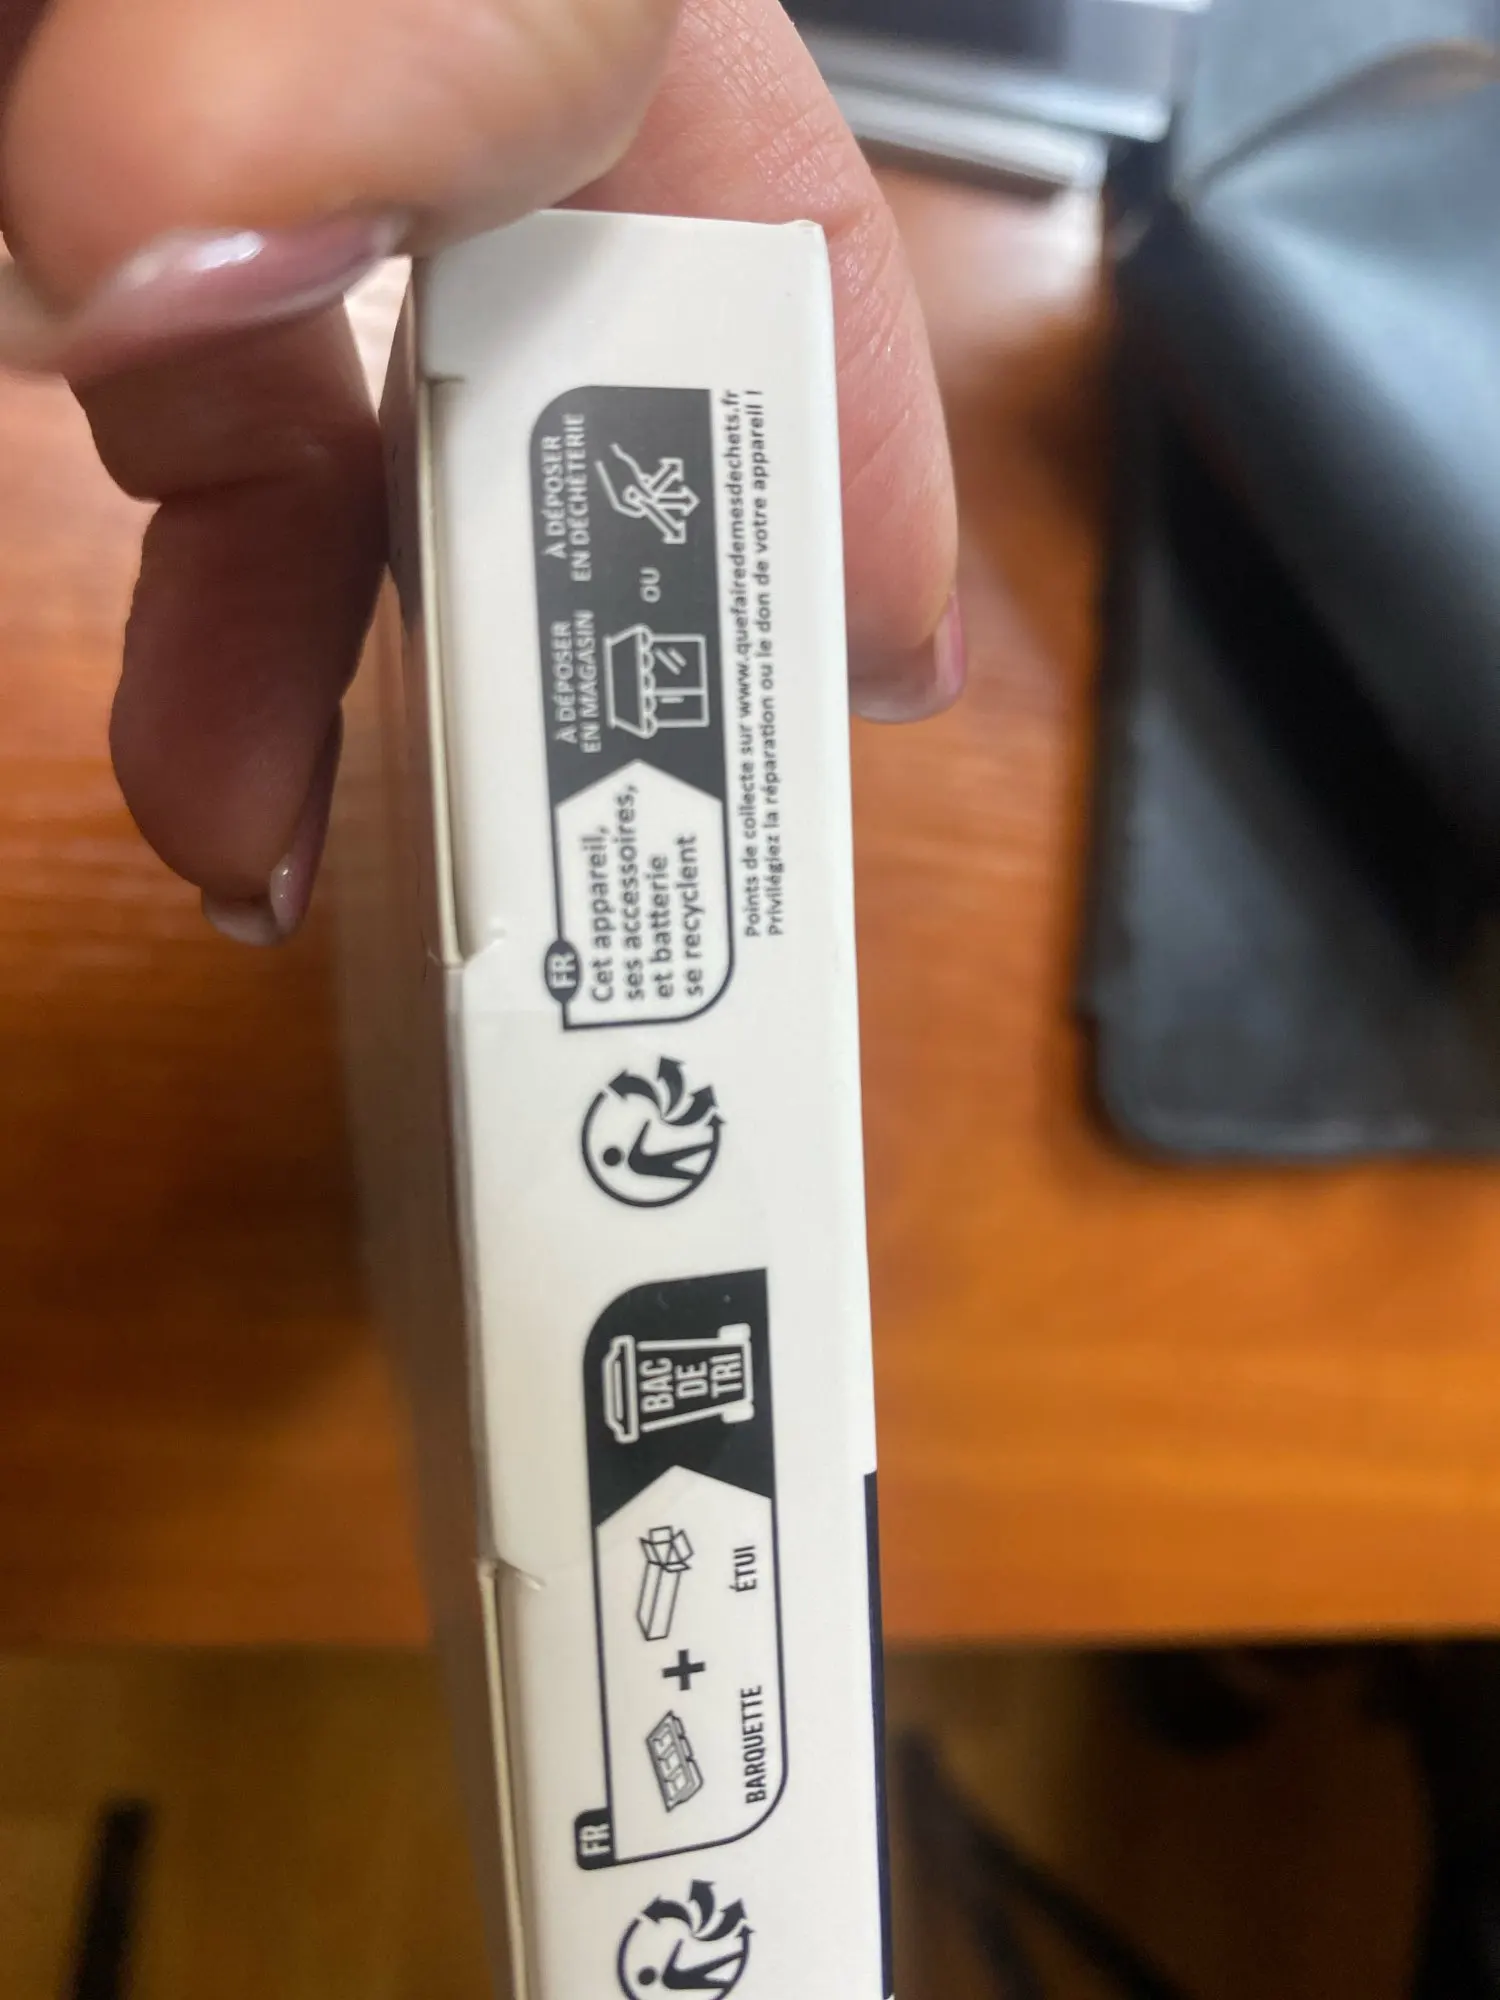 FR
BARQUETTE
+
ÉTUI
BAC
DE
TRI
FR
Cet appareil,
ses accessoires,
et batterie
se recyclent
À DÉPOSER
EN MAGASIN
OU
À DÉPOSER
EN DÉCHÈTERIE
Points de collecte sur www.quefairedemesdechets.fr
Privilégiez la réparation ou le don de votre appareil !